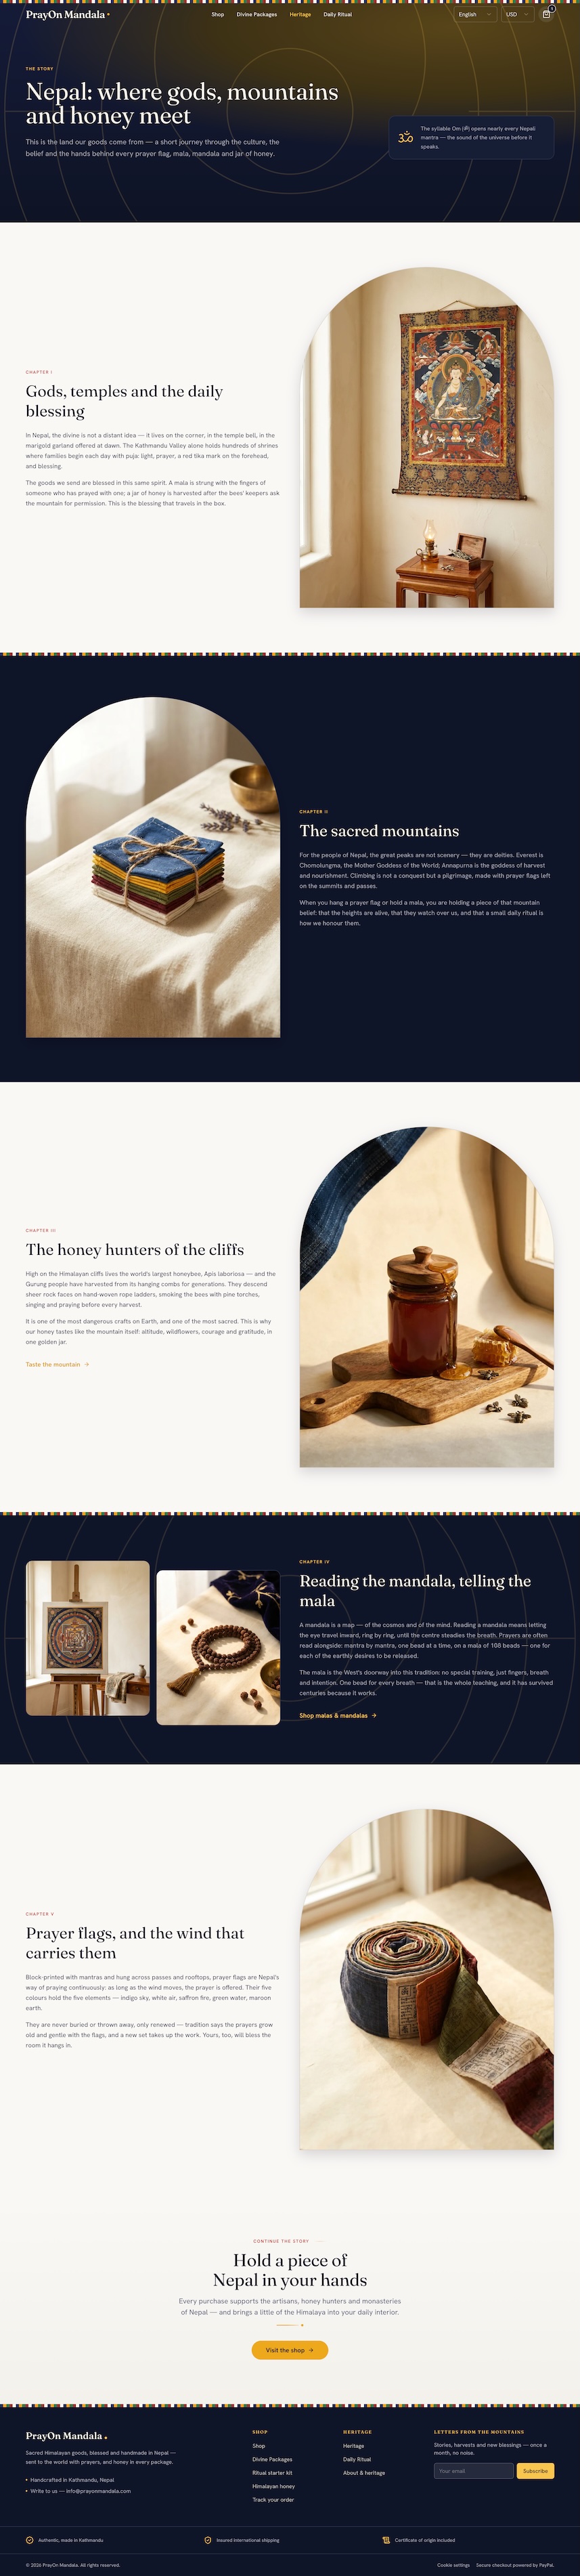 PrayOn Mandala
Shop Divine Packages Heritage Daily Ritual
English USD
1
THE STORY
Nepal: where gods, mountains
and honey meet
This is the land our goods come from — a short journey through the culture, the
belief and the hands behind every prayer flag, mala, mandala and jar of honey.
ॐ
The syllable Om (ॐ) opens nearly every Nepali
mantra — the sound of the universe before it
speaks.
CHAPTER I
Gods, temples and the daily
blessing
In Nepal, the divine is not a distant idea — it lives on the corner, in the temple bell, in the
marigold garland offered at dawn. The Kathmandu Valley alone holds hundreds of shrines
where families begin each day with puja: light, prayer, a red tika mark on the forehead,
and blessing.
The goods we send are blessed in this same spirit. A mala is strung with the fingers of
someone who has prayed with one; a jar of honey is harvested after the bees' keepers ask
the mountain for permission. This is the blessing that travels in the box.
CHAPTER II
The sacred mountains
For the people of Nepal, the great peaks are not scenery — they are deities. Everest is
Chomolungma, the Mother Goddess of the World; Annapurna is the goddess of harvest
and nourishment. Climbing is not a conquest but a pilgrimage, made with prayer flags left
on the summits and passes.
When you hang a prayer flag or hold a mala, you are holding a piece of that mountain
belief: that the heights are alive, that they watch over us, and that a small daily ritual is
how we honour them.
CHAPTER III
The honey hunters of the cliffs
High on the Himalayan cliffs lives the world's largest honeybee, Apis laboriosa — and the
Gurung people have harvested from its hanging combs for generations. They descend
sheer rock faces on hand-woven rope ladders, smoking the bees with pine torches,
singing and praying before every harvest.
It is one of the most dangerous crafts on Earth, and one of the most sacred. This is why
our honey tastes like the mountain itself: altitude, wildflowers, courage and gratitude, in
one golden jar.
Taste the mountain →
CHAPTER IV
Reading the mandala, telling the
mala
A mandala is a map — of the cosmos and of the mind. Reading a mandala means letting
the eye travel inward, ring by ring, until the centre steadies the breath. Prayers are often
read alongside: mantra by mantra, one bead at a time, on a mala of 108 beads — one for
each of the earthly desires to be released.
The mala is the West's doorway into this tradition: no special training, just fingers, breath
and intention. One bead for every breath — that is the whole teaching, and it has survived
centuries because it works.
Shop malas & mandalas →
CHAPTER V
Prayer flags, and the wind that
carries them
Block-printed with mantras and hung across passes and rooftops, prayer flags are Nepal's
way of praying continuously: as long as the wind moves, the prayer is offered. Their five
colours hold the five elements — indigo sky, white air, saffron fire, green water, maroon
earth.
They are never buried or thrown away, only renewed — tradition says the prayers grow
old and gentle with the flags, and a new set takes up the work. Yours, too, will bless the
room it hangs in.
CONTINUE THE STORY
Hold a piece of
Nepal in your hands
Every purchase supports the artisans, honey hunters and monasteries
of Nepal — and brings a little of the Himalaya into your daily interior.
Visit the shop →
PrayOn Mandala
Sacred Himalayan goods, blessed and handmade in Nepal —
sent to the world with prayers, and honey in every parcel.
• Handcrafted in Kathmandu, Nepal
• Write to us — info@prayonmandala.com
SHOP
Shop
Divine Packages
Ritual starter kit
Himalayan honey
Track your order
HERITAGE
Heritage
Daily Ritual
About & heritage
LETTERS FROM THE MOUNTAINS
Stories, harvests and new blessings — once a
month, no noise.
Your email Subscribe
Authentic, made in Kathmandu
Insured international shipping
Certificate of origin included
© 2026 PrayOn Mandala. All rights reserved.
Cookie settings Secure checkout powered by PayPal.